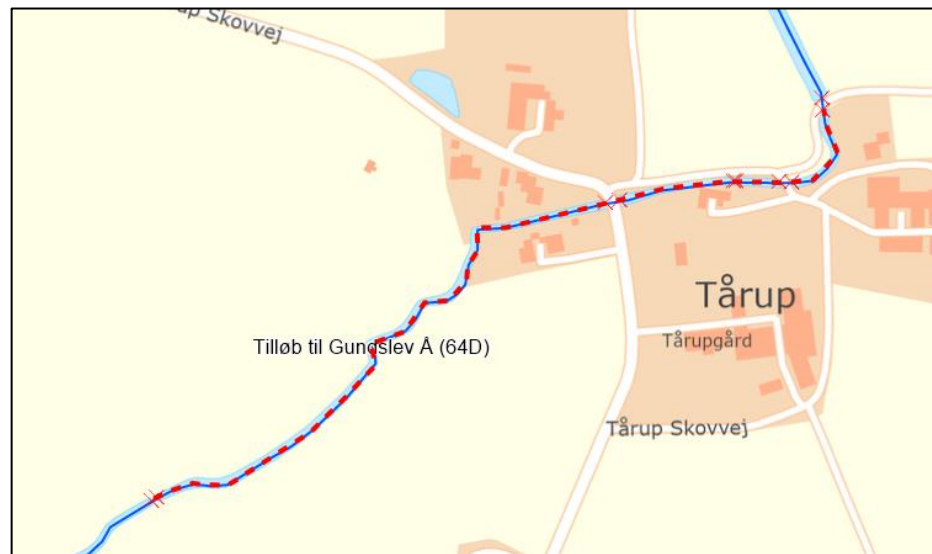 up Skovvej
Tårup
Tårupgård
Tilløb til Gundslev Å (64D)
Tårup Skovvej